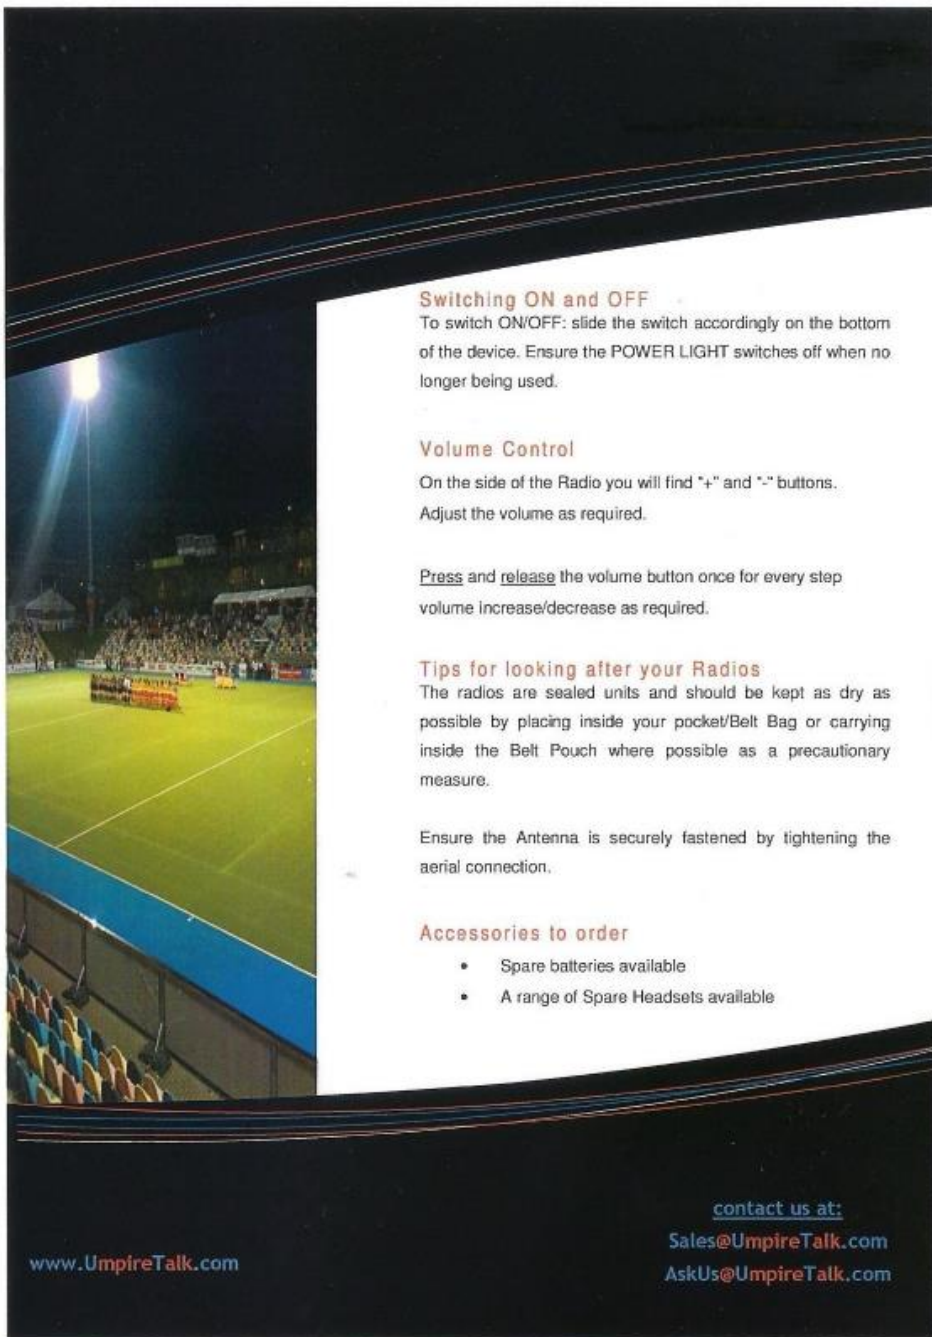 Switching ON and OFF
To switch ON/OFF: slide the switch accordingly on the bottom
of the device. Ensure the POWER LIGHT switches off when no
longer being used.
Volume Control
On the side of the Radio you will find "+" and "-" buttons.
Adjust the volume as required.
Press and release the volume button once for every step
volume increase/decrease as required.
Tips for looking after your Radios
The radios are sealed units and should be kept as dry as
possible by placing inside your pocket/Belt Bag or carrying
inside the Belt Pouch where possible as a precautionary
measure.
Ensure the Antenna is securely fastened by tightening the
aerial connection.
Accessories to order
• Spare batteries available
• A range of Spare Headsets available
www.UmpireTalk.com
contact us at:
Sales@UmpireTalk.com
AskUs@UmpireTalk.com